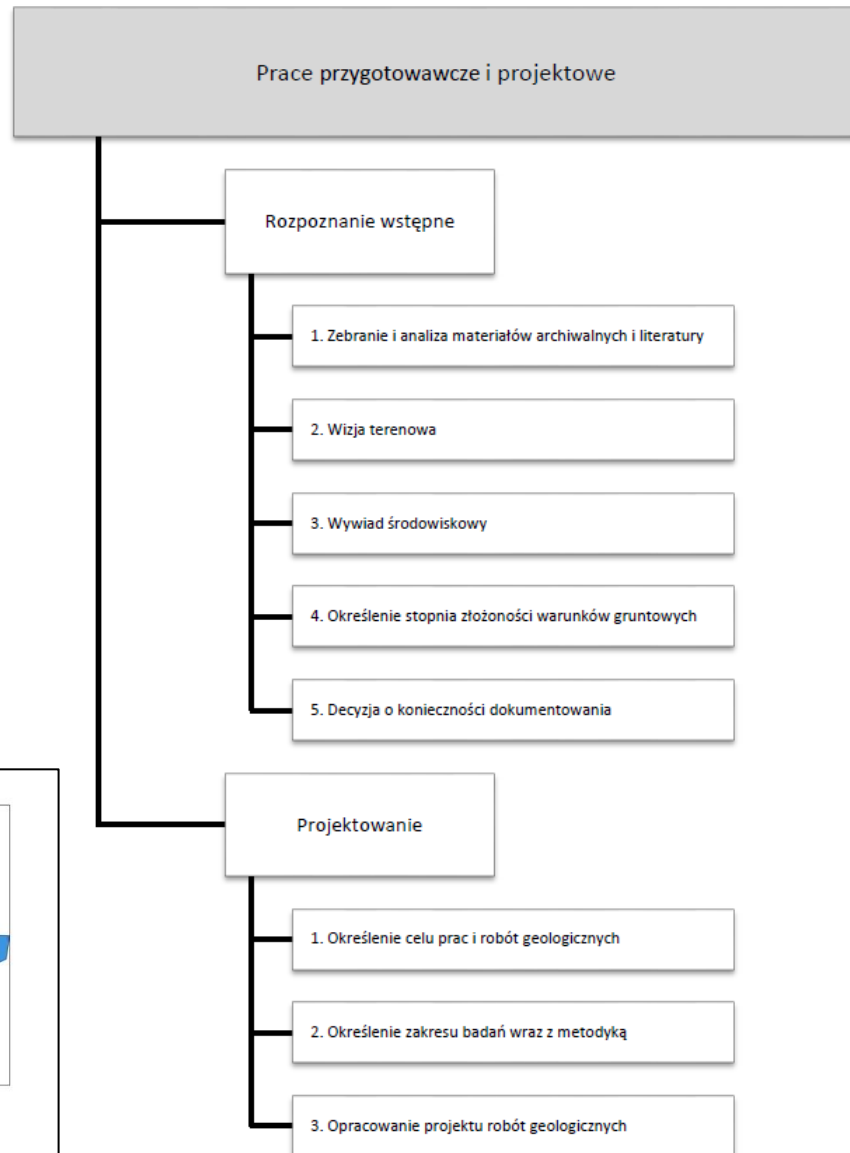 Prace przygotowawcze i projektowe
Rozpoznanie wstępne
1. Zebranie i analiza materiałów archiwalnych i literatury
2. Wizja terenowa
3. Wywiad środowiskowy
4. Określenie stopnia złożoności warunków gruntowych
5. Decyzja o konieczności dokumentowania
Projektowanie
1. Określenie celu prac i robót geologicznych
2. Określenie zakresu badań wraz z metodyką
3. Opracowanie projektu robót geologicznych